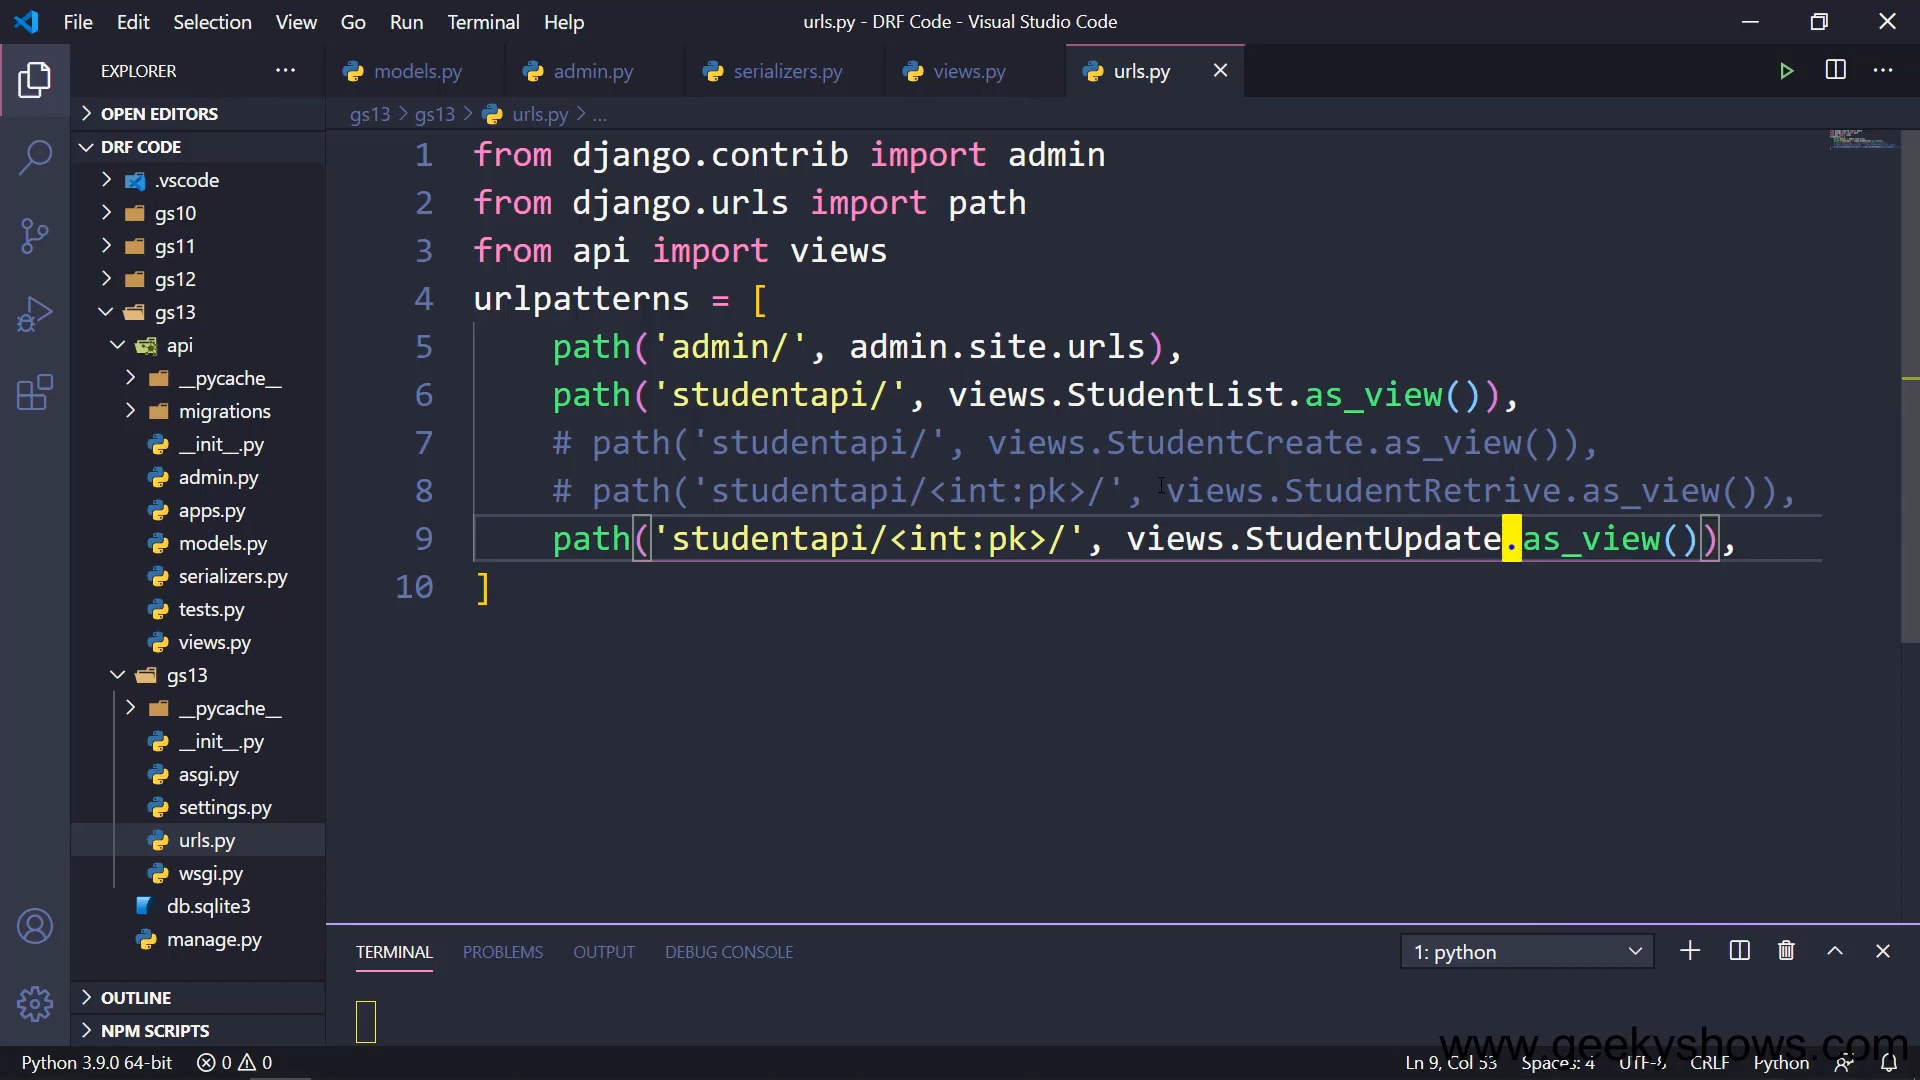 File Edit Selection View Go Run Terminal Help
urls.py - DRF Code - Visual Studio Code
EXPLORER
models.py admin.py serializers.py views.py urls.py
OPEN EDITORS
gs13 > gs13 > urls.py > ...
DRF CODE
.vscode
gs10
gs11
gs12
gs13
api
__pycache__
migrations
__init__.py
admin.py
apps.py
models.py
serializers.py
tests.py
views.py
gs13
__pycache__
__init__.py
asgi.py
settings.py
urls.py
wsgi.py
db.sqlite3
manage.py
OUTLINE
NPM SCRIPTS
1 from django.contrib import admin
2 from django.urls import path
3 from api import views
4 urlpatterns = [
5 path('admin/', admin.site.urls),
6 path('studentapi/', views.StudentList.as_view()),
7 # path('studentapi/', views.StudentCreate.as_view()),
8 # path('studentapi/<int:pk>/', views.StudentRetrive.as_view()),
9 path('studentapi/<int:pk>/', views.StudentUpdate.as_view()),
10 ]
TERMINAL PROBLEMS OUTPUT DEBUG CONSOLE
1: python
www.geekyshows.com
Python 3.9.0 64-bit 0 0
Ln 9, Col 53 Spaces: 4 UTF-8 CRLF Python